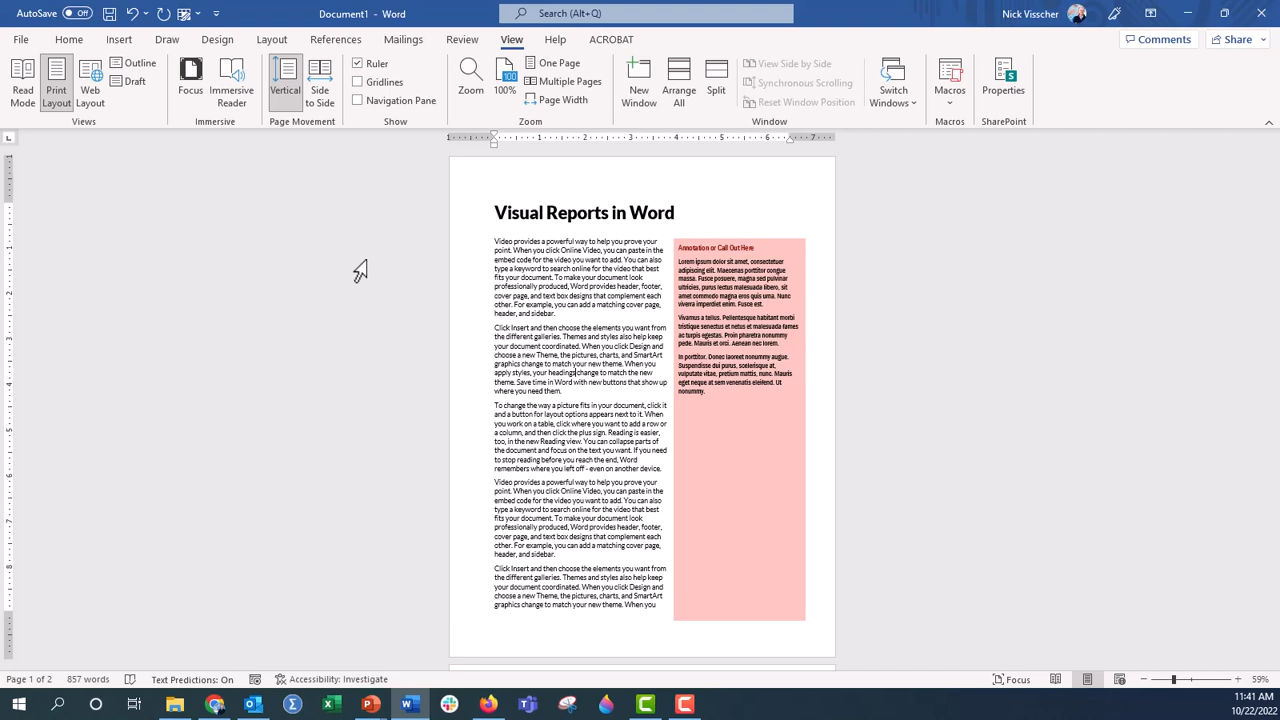 AutoSave Off
Document1 - Word
Search (Alt+Q)
Nick Vischer
File Home Insert Draw Design Layout References Mailings Review View Help ACROBAT
Comments Share
Read Mode
Print Layout
Web Layout
Outline
Draft
Views
Focus
Immersive Reader
Immersive
Vertical
Side to Side
Page Movement
Ruler
Gridlines
Navigation Pane
Show
Zoom
100
100%
One Page
Multiple Pages
Page Width
Zoom
New Window
Arrange All
Split
View Side by Side
Synchronous Scrolling
Reset Window Position
Window
Switch Windows
Macros
Macros
Properties
SharePoint
1 1 2 3 4 5 6 7
Visual Reports in Word
Video provides a powerful way to help you prove your
point. When you click Online Video, you can paste in the
embed code for the video you want to add. You can also
type a keyword to search online for the video that best
fits your document. To make your document look
professionally produced, Word provides header, footer,
cover page, and text box designs that complement each
other. For example, you can add a matching cover page,
header, and sidebar.
Click Insert and then choose the elements you want from
the different galleries. Themes and styles also help keep
your document coordinated. When you click Design and
choose a new Theme, the pictures, charts, and SmartArt
graphics change to match your new theme. When you
apply styles, your headings change to match the new
theme. Save time in Word with new buttons that show up
where you need them.
To change the way a picture fits in your document, click it
and a button for layout options appears next to it. When
you work on a table, click where you want to add a row or
a column, and then click the plus sign. Reading is easier,
too, in the new Reading view. You can collapse parts of
the document and focus on the text you want. If you need
to stop reading before you reach the end, Word
remembers where you left off - even on another device.
Video provides a powerful way to help you prove your
point. When you click Online Video, you can paste in the
embed code for the video you want to add. You can also
type a keyword to search online for the video that best
fits your document. To make your document look
professionally produced, Word provides header, footer,
cover page, and text box designs that complement each
other. For example, you can add a matching cover page,
header, and sidebar.
Click Insert and then choose the elements you want from
the different galleries. Themes and styles also help keep
your document coordinated. When you click Design and
choose a new Theme, the pictures, charts, and SmartArt
graphics change to match your new theme. When you
Annotation or Call Out Here
Lorem ipsum dolor sit amet, consectetuer
adipiscing elit. Maecenas porttitor congue
massa. Fusce posuere, magna sed pulvinar
ultricies, purus lectus malesuada libero, sit
amet commodo magna eros quis urna. Nunc
viverra imperdiet enim. Fusce est.
Vivamus a tellus. Pellentesque habitant morbi
tristique senectus et netus et malesuada fames
ac turpis egestas. Proin pharetra nonummy
pede. Mauris et orci. Aenean nec lorem.
In porttitor. Donec laoreet nonummy augue.
Suspendisse dui purus, scelerisque at,
vulputate vitae, pretium mattis, nunc. Mauris
eget neque at sem venenatis eleifend. Ut
nonummy.
Page 1 of 2 857 words Text Predictions: On Accessibility: Investigate
Focus
59%
11:41 AM
10/22/2022